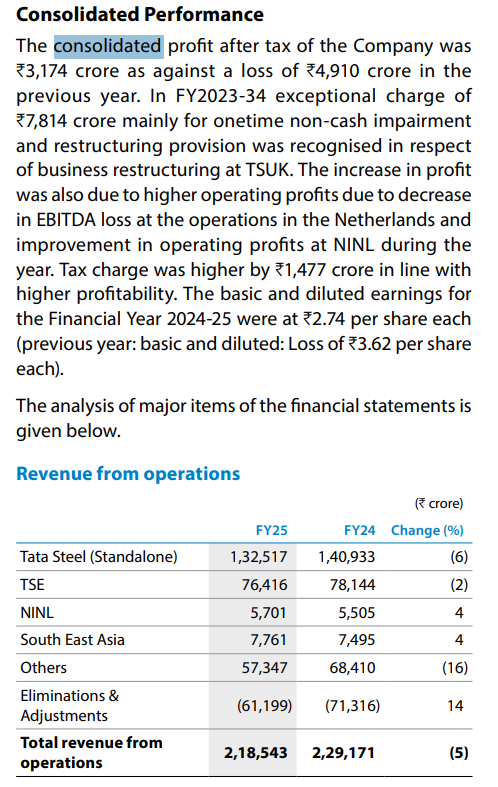 Consolidated Performance
The consolidated profit after tax of the Company was
₹3,174 crore as against a loss of ₹4,910 crore in the
previous year. In FY2023-34 exceptional charge of
₹7,814 crore mainly for onetime non-cash impairment
and restructuring provision was recognised in respect
of business restructuring at TSUK. The increase in profit
was also due to higher operating profits due to decrease
in EBITDA loss at the operations in the Netherlands and
improvement in operating profits at NINL during the
year. Tax charge was higher by ₹1,477 crore in line with
higher profitability. The basic and diluted earnings for
the Financial Year 2024-25 were at ₹2.74 per share each
(previous year: basic and diluted: Loss of ₹3.62 per share
each).
The analysis of major items of the financial statements is
given below.
Revenue from operations
(₹ crore)
FY25 FY24 Change (%)
Tata Steel (Standalone) 1,32,517 1,40,933 (6)
TSE 76,416 78,144 (2)
NINL 5,701 5,505 4
South East Asia 7,761 7,495 4
Others 57,347 68,410 (16)
Eliminations &
Adjustments (61,199) (71,316) 14
Total revenue from
operations 2,18,543 2,29,171 (5)